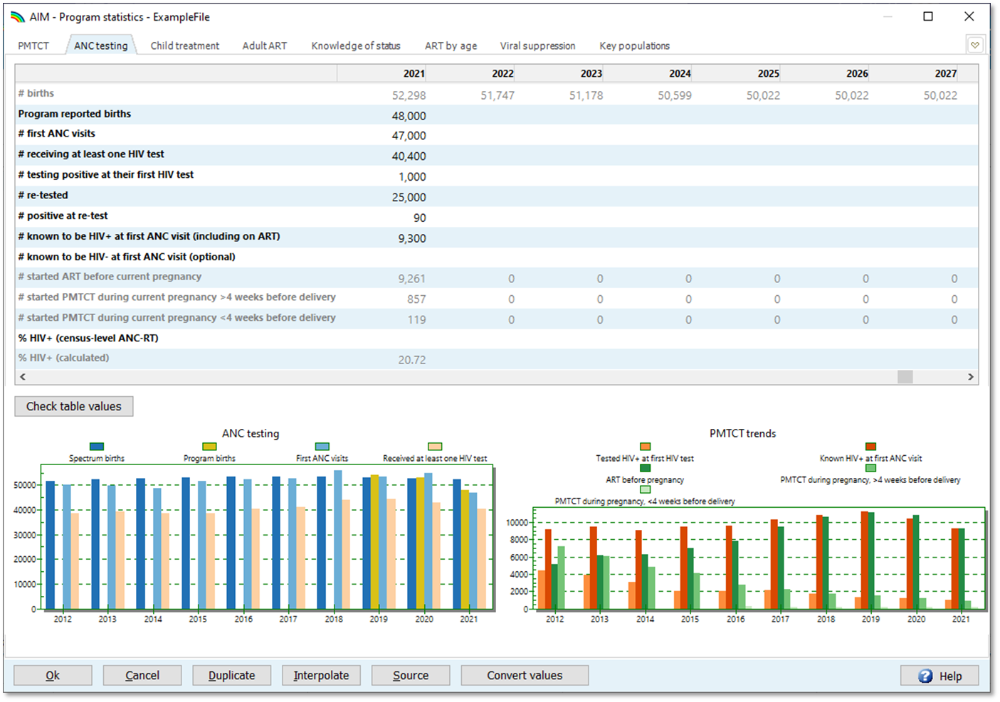 AIM - Program statistics - ExampleFile
PMTCT ANC testing Child treatment Adult ART Knowledge of status ART by age Viral suppression Key populations
2021 2022 2023 2024 2025 2026 2027
# births 52,298 51,747 51,178 50,599 50,022 50,022 50,022
Program reported births 48,000
# first ANC visits 47,000
# receiving at least one HIV test 40,400
# testing positive at their first HIV test 1,000
# re-tested 25,000
# positive at re-test 90
# known to be HIV+ at first ANC visit (including on ART) 9,300
# known to be HIV- at first ANC visit (optional)
# started ART before current pregnancy 9,261 0 0 0 0 0 0
# started PMTCT during current pregnancy >4 weeks before delivery 857 0 0 0 0 0 0
# started PMTCT during current pregnancy <4 weeks before delivery 119 0 0 0 0 0 0
% HIV+ (census-level ANC-RT)
% HIV+ (calculated) 20.72
Check table values
ANC testing
Spectrum births Program births First ANC visits Received at least one HIV test
50000
40000
30000
20000
10000
0
2012 2013 2014 2015 2016 2017 2018 2019 2020 2021
PMTCT trends
Tested HIV+ at first HIV test Known HIV+ at first ANC visit
ART before pregnancy PMTCT during pregnancy, >4 weeks before delivery
PMTCT during pregnancy, <4 weeks before delivery
10000
8000
6000
4000
2000
0
2012 2013 2014 2015 2016 2017 2018 2019 2020 2021
Ok Cancel Duplicate Interpolate Source Convert values ? Help